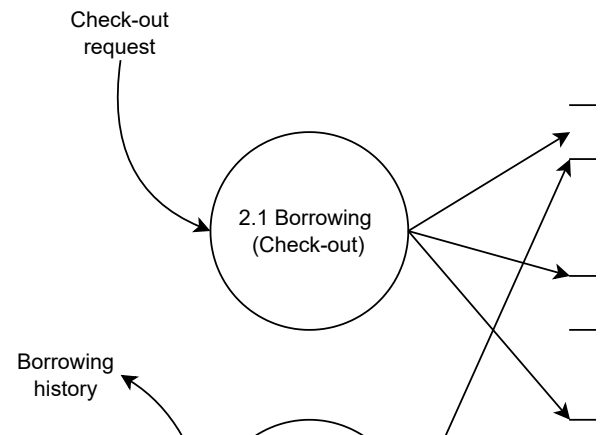 Check-out
request
2.1 Borrowing
(Check-out)
Borrowing
history